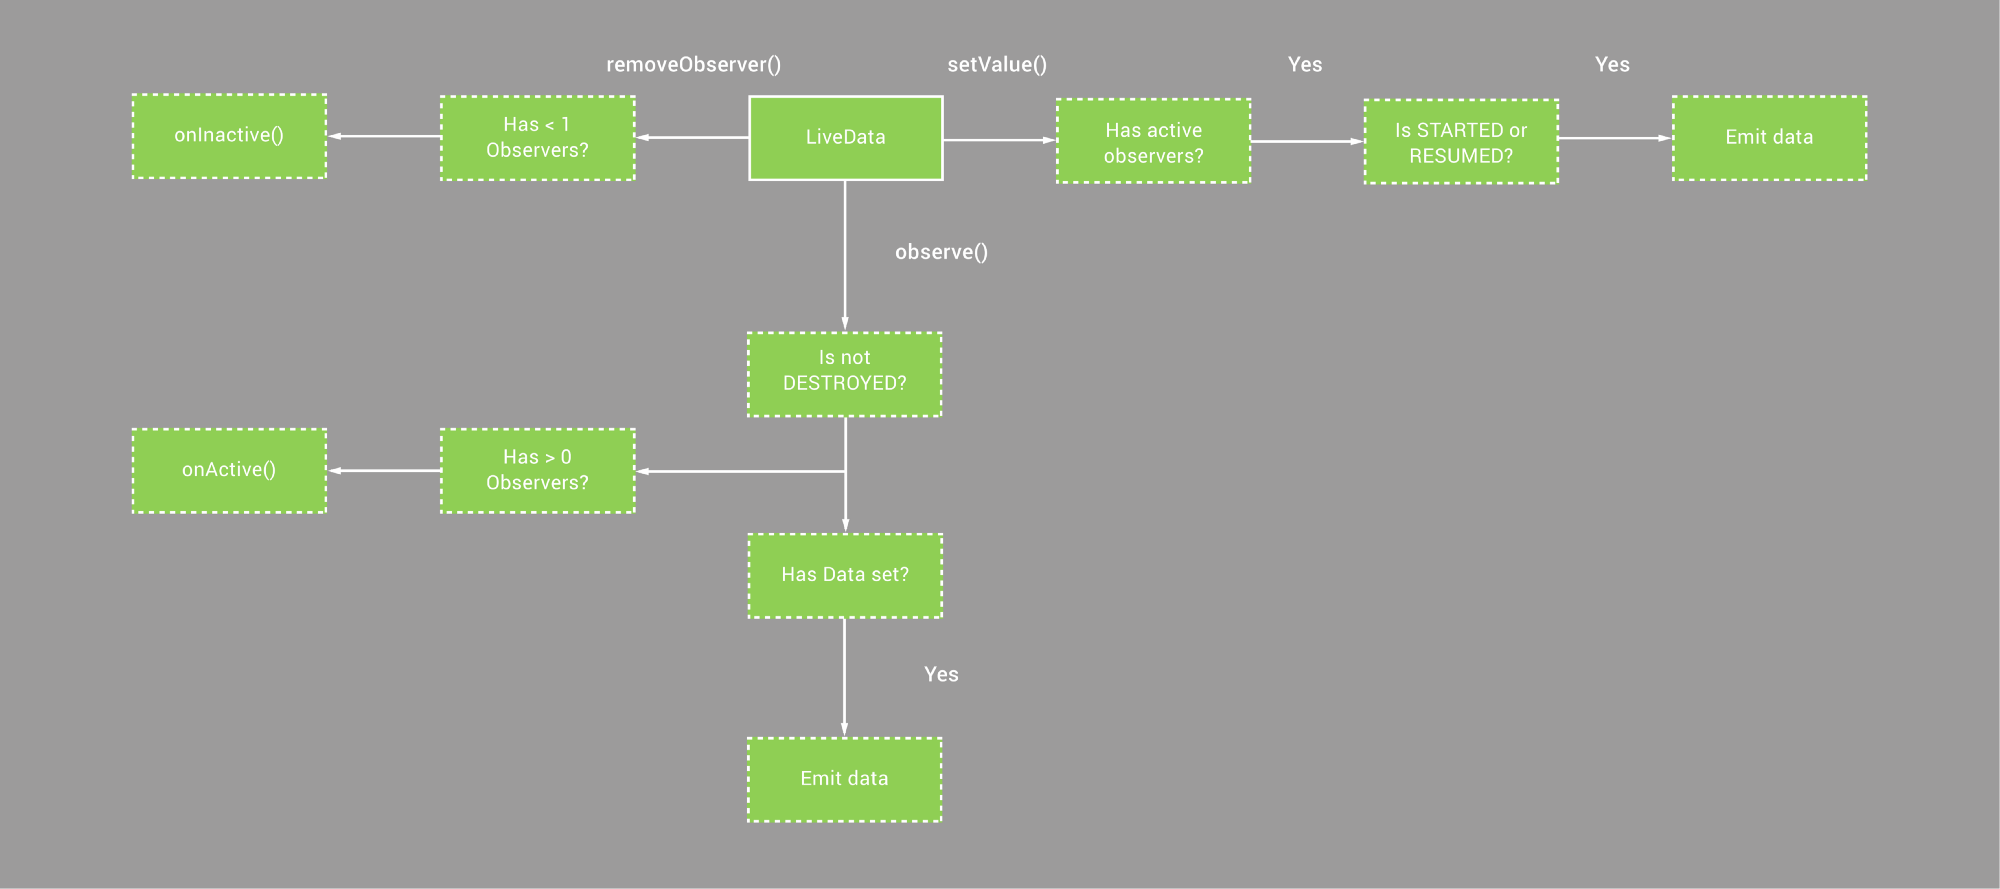 removeObserver()
setValue()
Yes
Yes
onInactive()
Has < 1
Observers?
LiveData
Has active
observers?
Is STARTED or
RESUMED?
Emit data
observe()
Is not
DESTROYED?
onActive()
Has > 0
Observers?
Has Data set?
Yes
Emit data